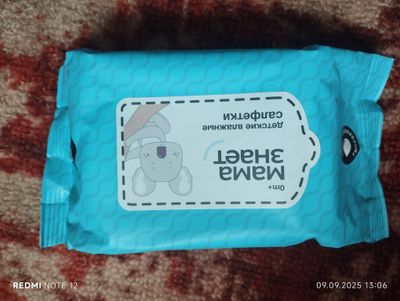 0m+
мама
знает
детские влажные
салфетки
REDMI NOTE 12
09.09.2025 13:06